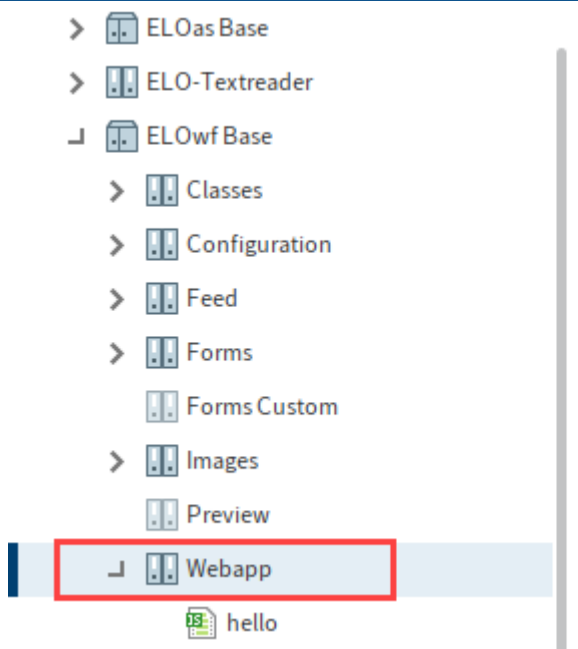 ELOas Base
ELO-Textreader
ELOwf Base
Classes
Configuration
Feed
Forms
Forms Custom
Images
Preview
Webapp
JS
hello